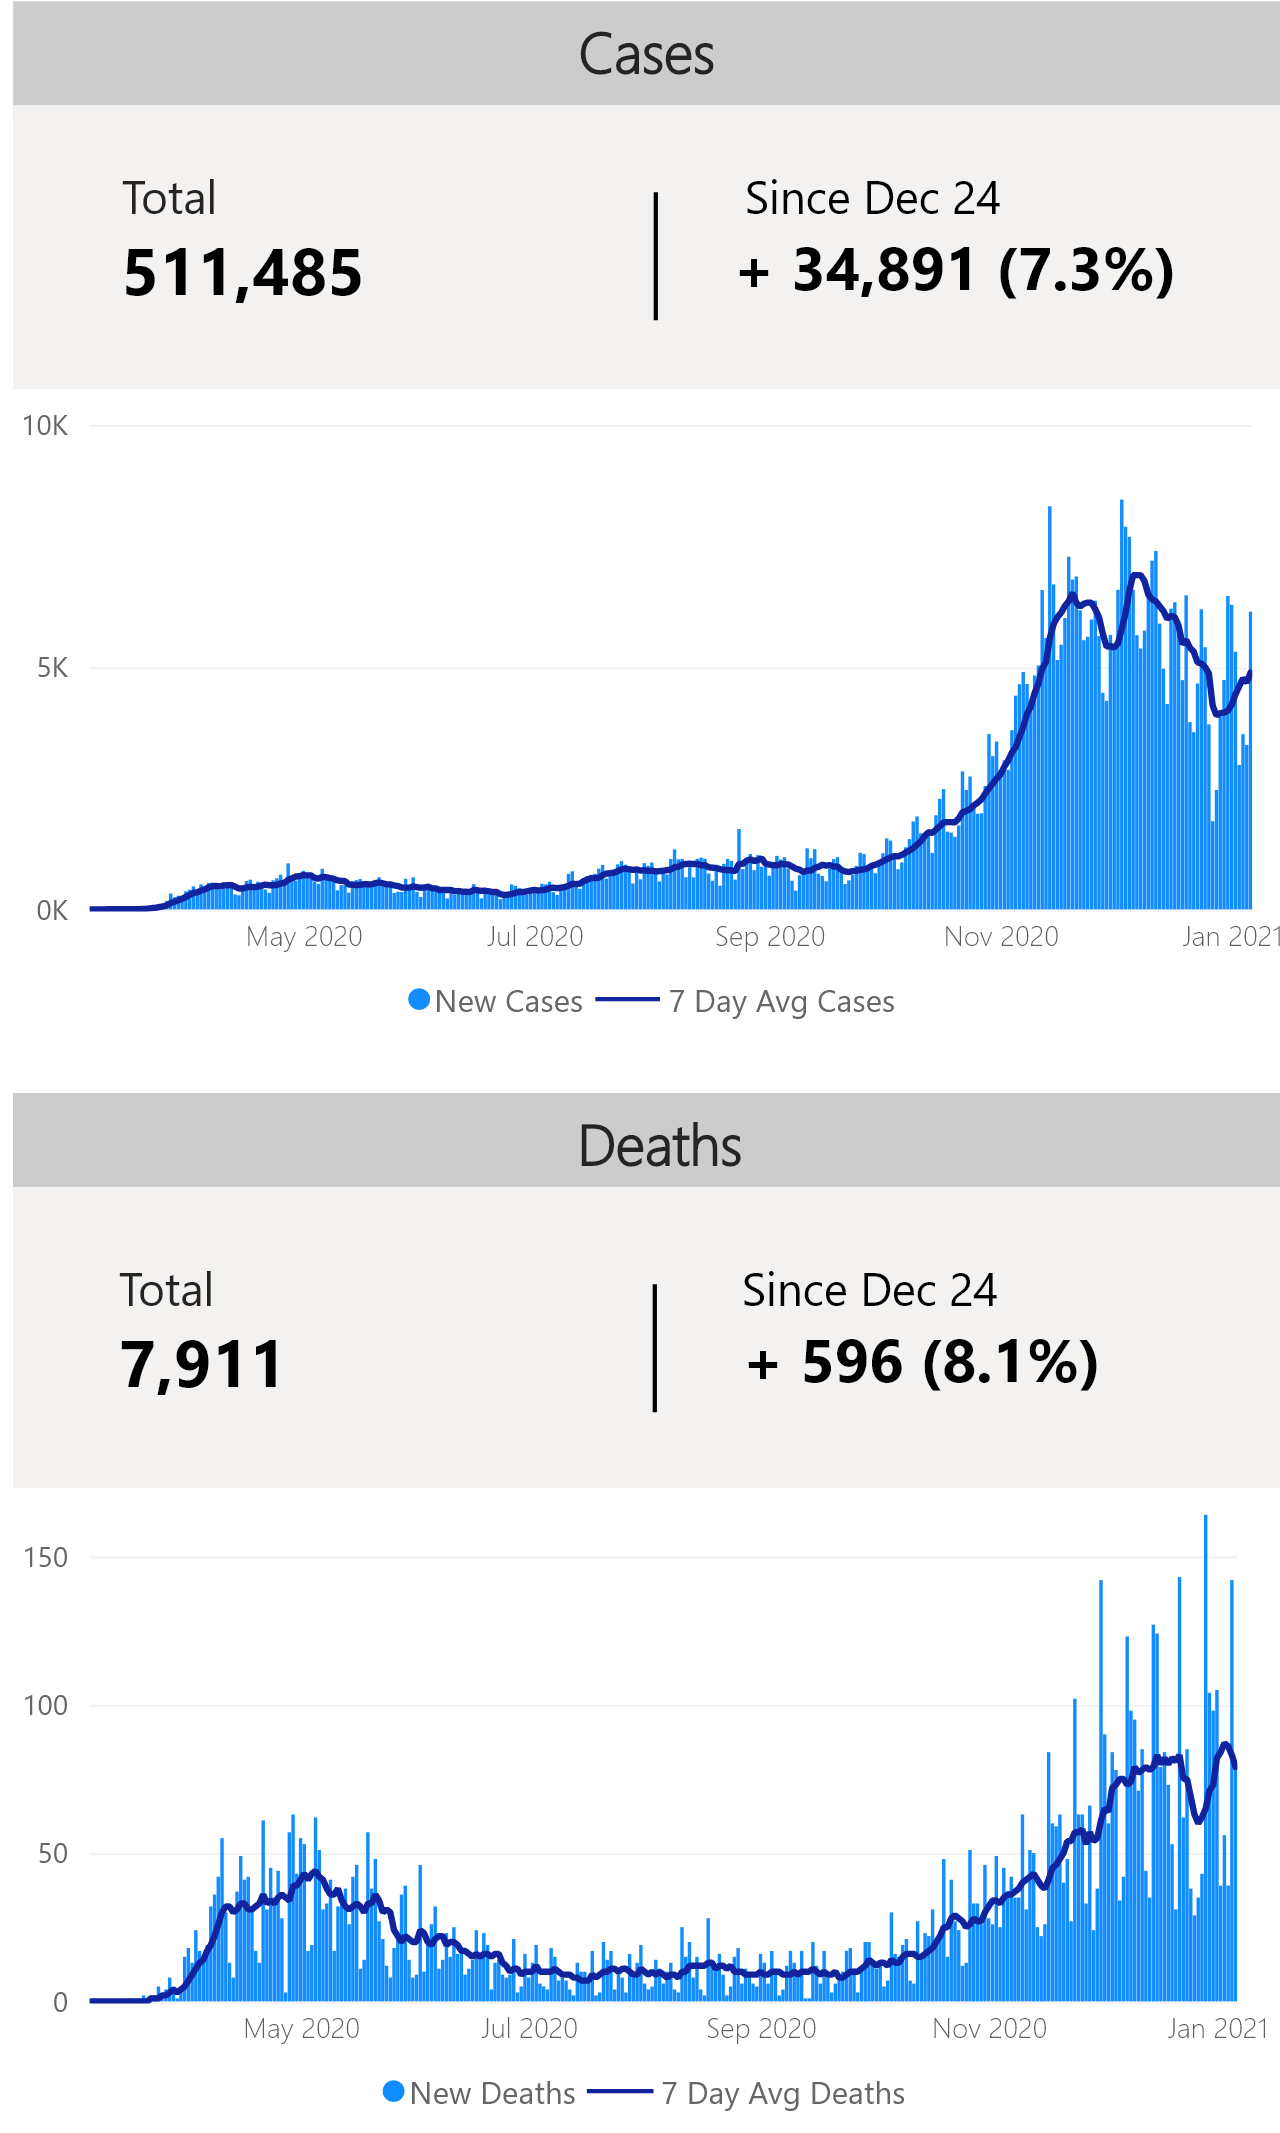 Cases
Total
Since Dec 24
511,485
+ 34,891 (7.3%)
10K
5K
0K
May 2020
Jul 2020
Sep 2020
Nov 2020
Jan 2021
New Cases
7 Day Avg Cases
Deaths
Total
Since Dec 24
7,911
+ 596 (8.1%)
150
100
50
0
May 2020
Jul 2020
Sep 2020
Nov 2020
Jan 2021
New Deaths
7 Day Avg Deaths